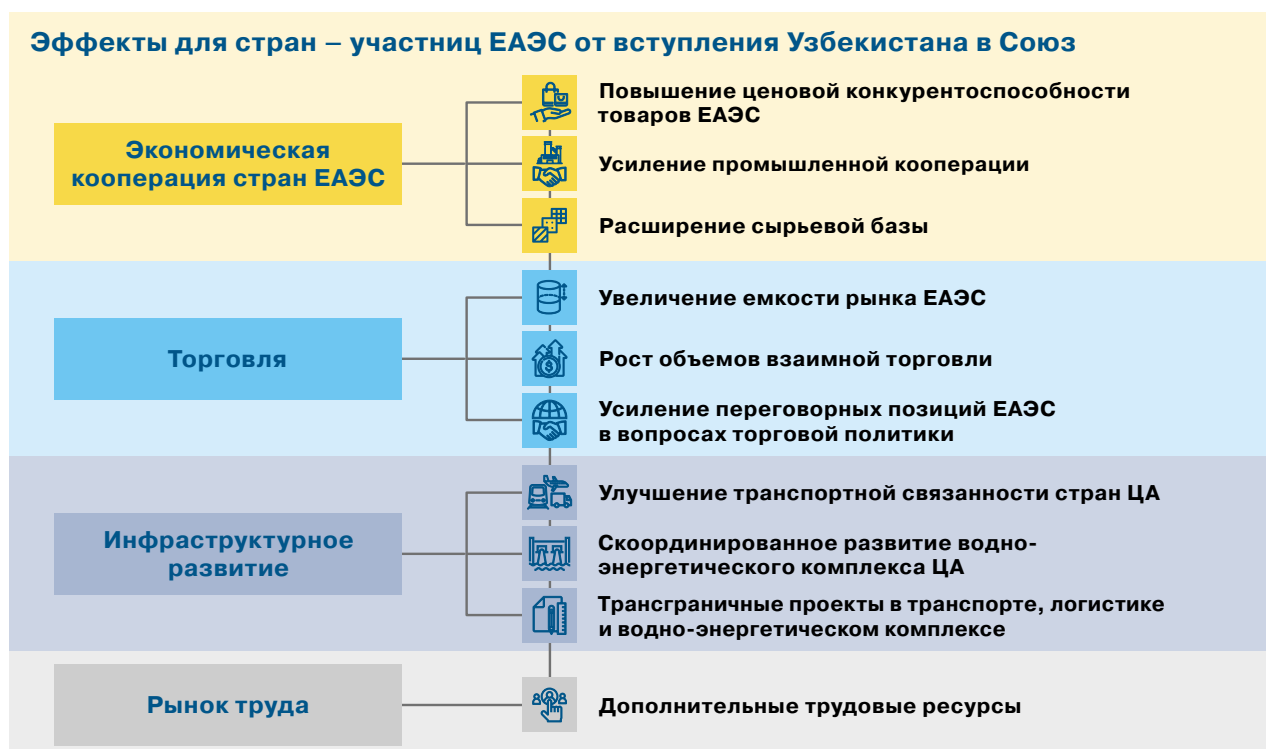 Эффекты для стран – участниц ЕАЭС от вступления Узбекистана в Союз
Экономическая
кооперация стран ЕАЭС
Повышение ценовой конкурентоспособности
товаров ЕАЭС
Усиление промышленной кооперации
Расширение сырьевой базы
Торговля
Увеличение емкости рынка ЕАЭС
Рост объемов взаимной торговли
Усиление переговорных позиций ЕАЭС
в вопросах торговой политики
Инфраструктурное
развитие
Улучшение транспортной связанности стран ЦА
Скоординированное развитие водно-
энергетического комплекса ЦА
Трансграничные проекты в транспорте, логистике
и водно-энергетическом комплексе
Рынок труда
Дополнительные трудовые ресурсы